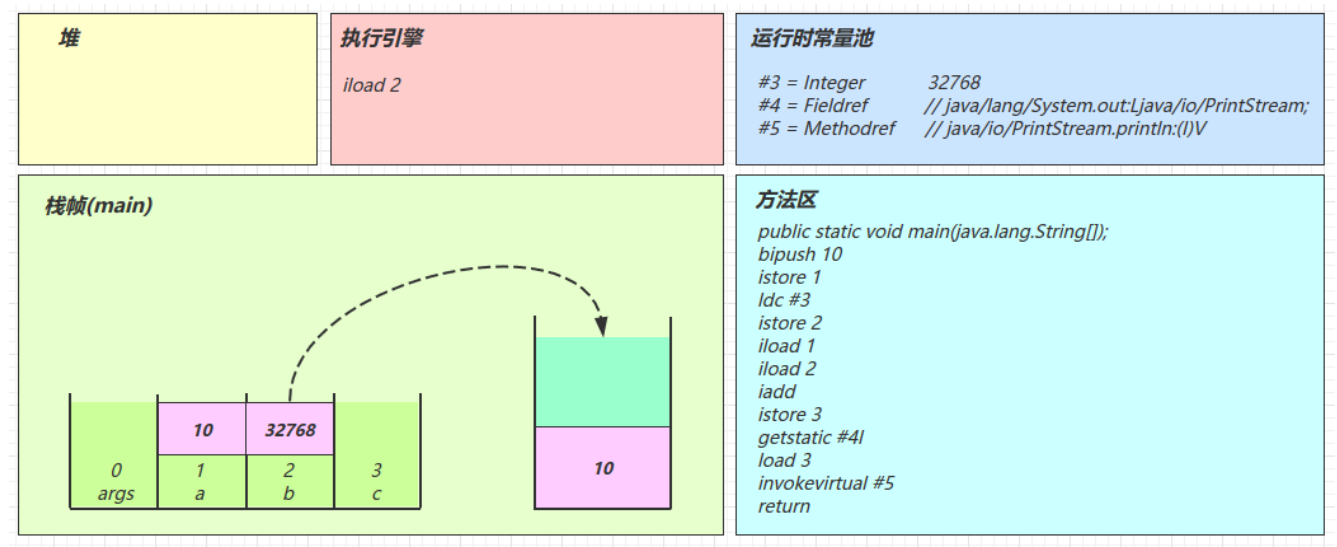 堆
执行引擎
iload 2
运行时常量池
#3 = Integer 32768
#4 = Fieldref // java/lang/System.out:Ljava/io/PrintStream;
#5 = Methodref // java/io/PrintStream.println:(I)V
栈帧(main)
10 32768
0 1 2 3
args a b c
10
方法区
public static void main(java.lang.String[]);
bipush 10
istore 1
ldc #3
istore 2
iload 1
iload 2
iadd
istore 3
getstatic #4I
load 3
invokevirtual #5
return